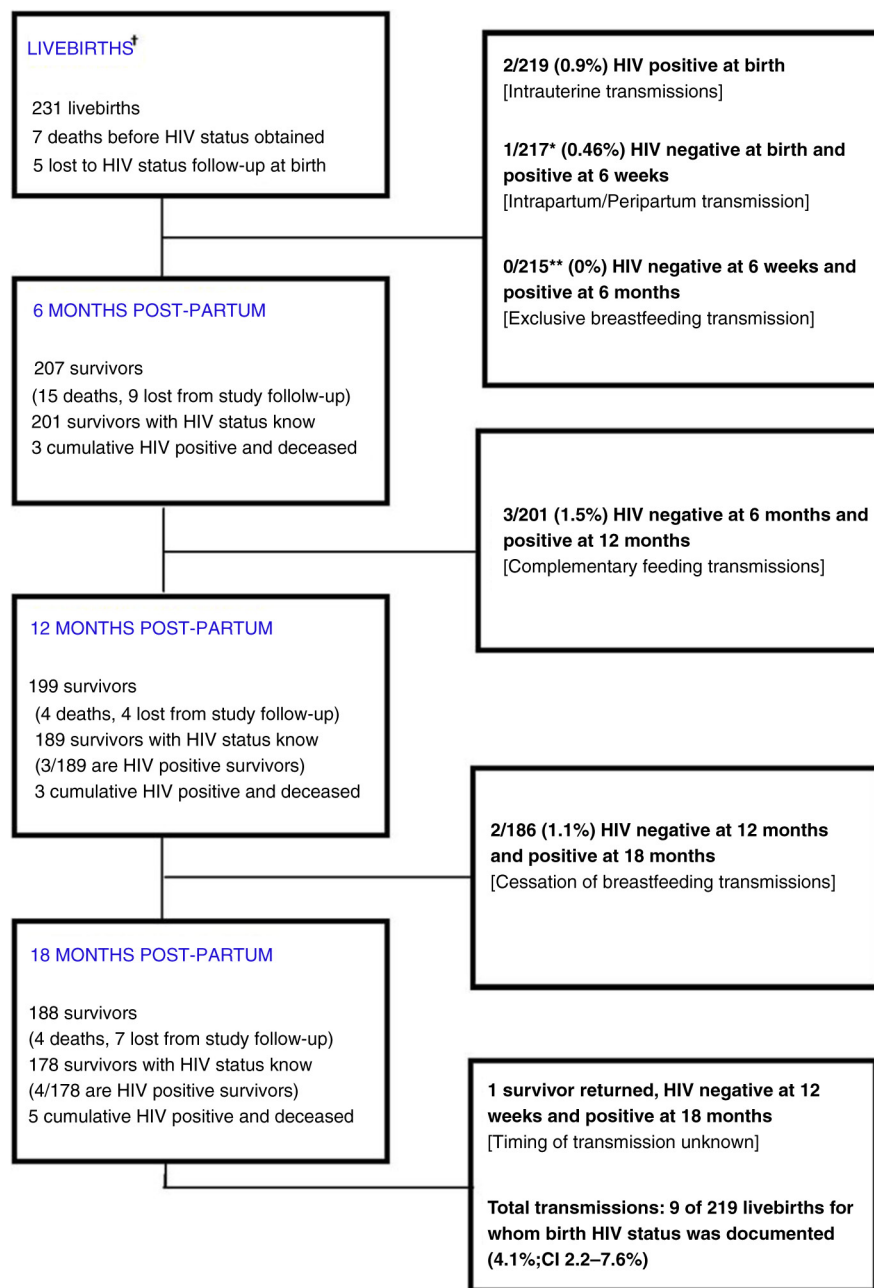 LIVEBIRTHS†
231 livebirths
7 deaths before HIV status obtained
5 lost to HIV status follow-up at birth
2/219 (0.9%) HIV positive at birth
[Intrauterine transmissions]
1/217* (0.46%) HIV negative at birth and
positive at 6 weeks
[Intrapartum/Peripartum transmission]
0/215** (0%) HIV negative at 6 weeks and
positive at 6 months
[Exclusive breastfeeding transmission]
6 MONTHS POST-PARTUM
207 survivors
(15 deaths, 9 lost from study follolw-up)
201 survivors with HIV status know
3 cumulative HIV positive and deceased
3/201 (1.5%) HIV negative at 6 months and
positive at 12 months
[Complementary feeding transmissions]
12 MONTHS POST-PARTUM
199 survivors
(4 deaths, 4 lost from study follow-up)
189 survivors with HIV status know
(3/189 are HIV positive survivors)
3 cumulative HIV positive and deceased
2/186 (1.1%) HIV negative at 12 months
and positive at 18 months
[Cessation of breastfeeding transmissions]
18 MONTHS POST-PARTUM
188 survivors
(4 deaths, 7 lost from study follow-up)
178 survivors with HIV status know
(4/178 are HIV positive survivors)
5 cumulative HIV positive and deceased
1 survivor returned, HIV negative at 12
weeks and positive at 18 months
[Timing of transmission unknown]
Total transmissions: 9 of 219 livebirths for
whom birth HIV status was documented
(4.1%;CI 2.2–7.6%)